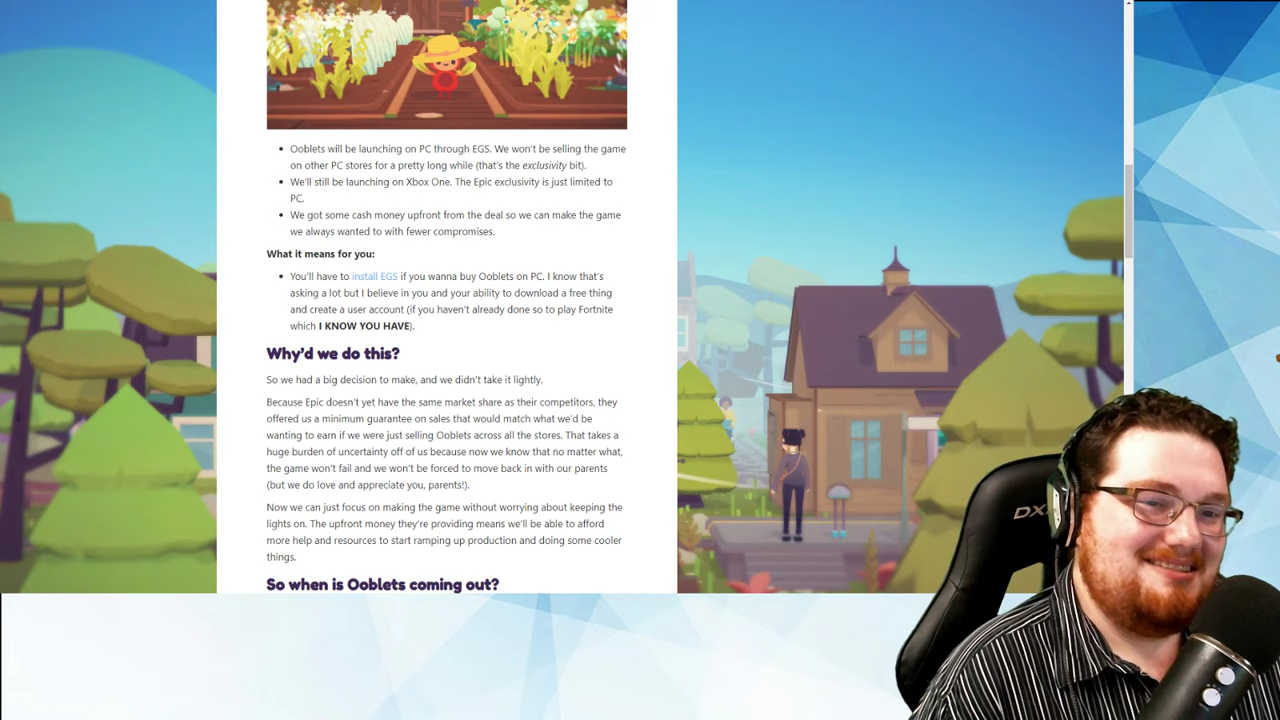 Ooblets will be launching on PC through EGS. We won't be selling the game
on other PC stores for a pretty long while (that's the exclusivity bit).
We'll still be launching on Xbox One. The Epic exclusivity is just limited to
PC.
We got some cash money upfront from the deal so we can make the game
we always wanted to with fewer compromises.
What it means for you:
You'll have to install EGS if you wanna buy Ooblets on PC. I know that's
asking a lot but I believe in you and your ability to download a free thing
and create a user account (if you haven't already done so to play Fortnite
which I KNOW YOU HAVE).
Why'd we do this?
So we had a big decision to make, and we didn't take it lightly.
Because Epic doesn't yet have the same market share as their competitors, they
offered us a minimum guarantee on sales that would match what we'd be
wanting to earn if we were just selling Ooblets across all the stores. That takes a
huge burden of uncertainty off of us because now we know that no matter what,
the game won't fail and we won't be forced to move back in with our parents
(but we do love and appreciate you, parents!).
Now we can just focus on making the game without worrying about keeping the
lights on. The upfront money they're providing means we'll be able to afford
more help and resources to start ramping up production and doing some cooler
things.
So when is Ooblets coming out?